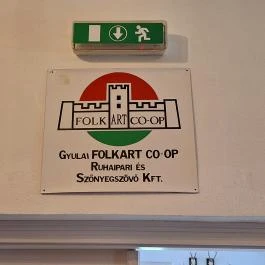 FOLK ART CO-OP
GYULAI FOLKART CO-OP
RUHAIPARI ÉS
SZŐNYEGSZÖVŐ KFT.